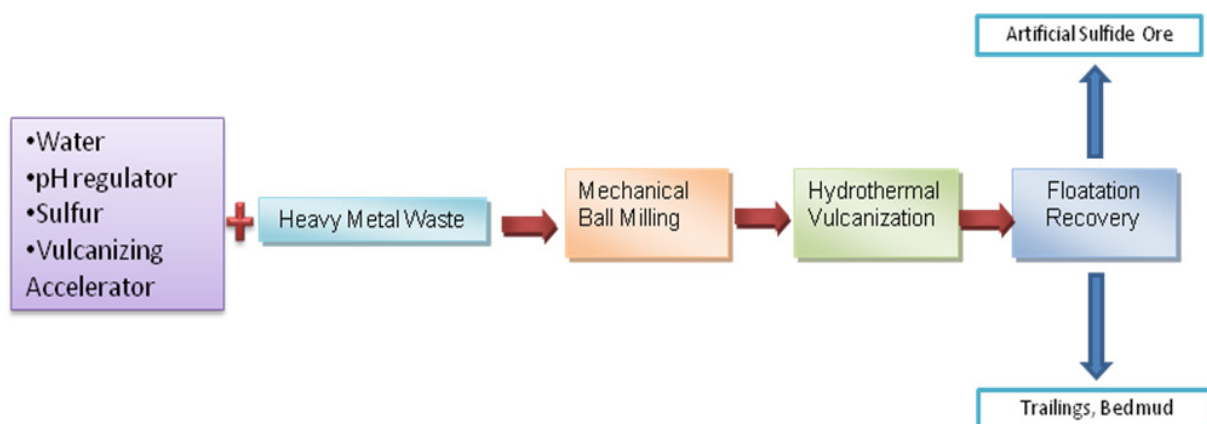 Artificial Sulfide Ore
•Water
•pH regulator
•Sulfur
•Vulcanizing
Accelerator
+
Heavy Metal Waste
Mechanical
Ball Milling
Hydrothermal
Vulcanization
Floatation
Recovery
Trailings, Bedmud